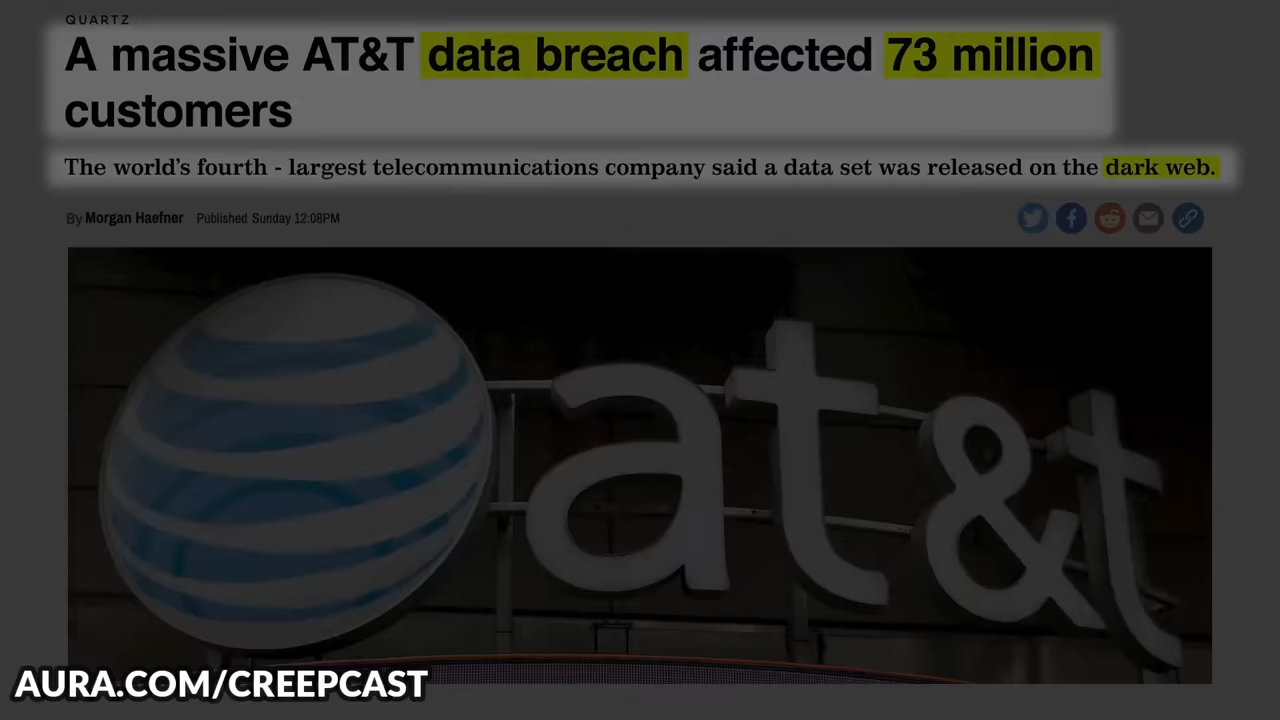 QUARTZ
A massive AT&T data breach affected 73 million
customers
The world's fourth - largest telecommunications company said a data set was released on the dark web.
By Morgan Haefner Published Sunday 12:08PM
at&t
AURA.COM/CREEPCAST